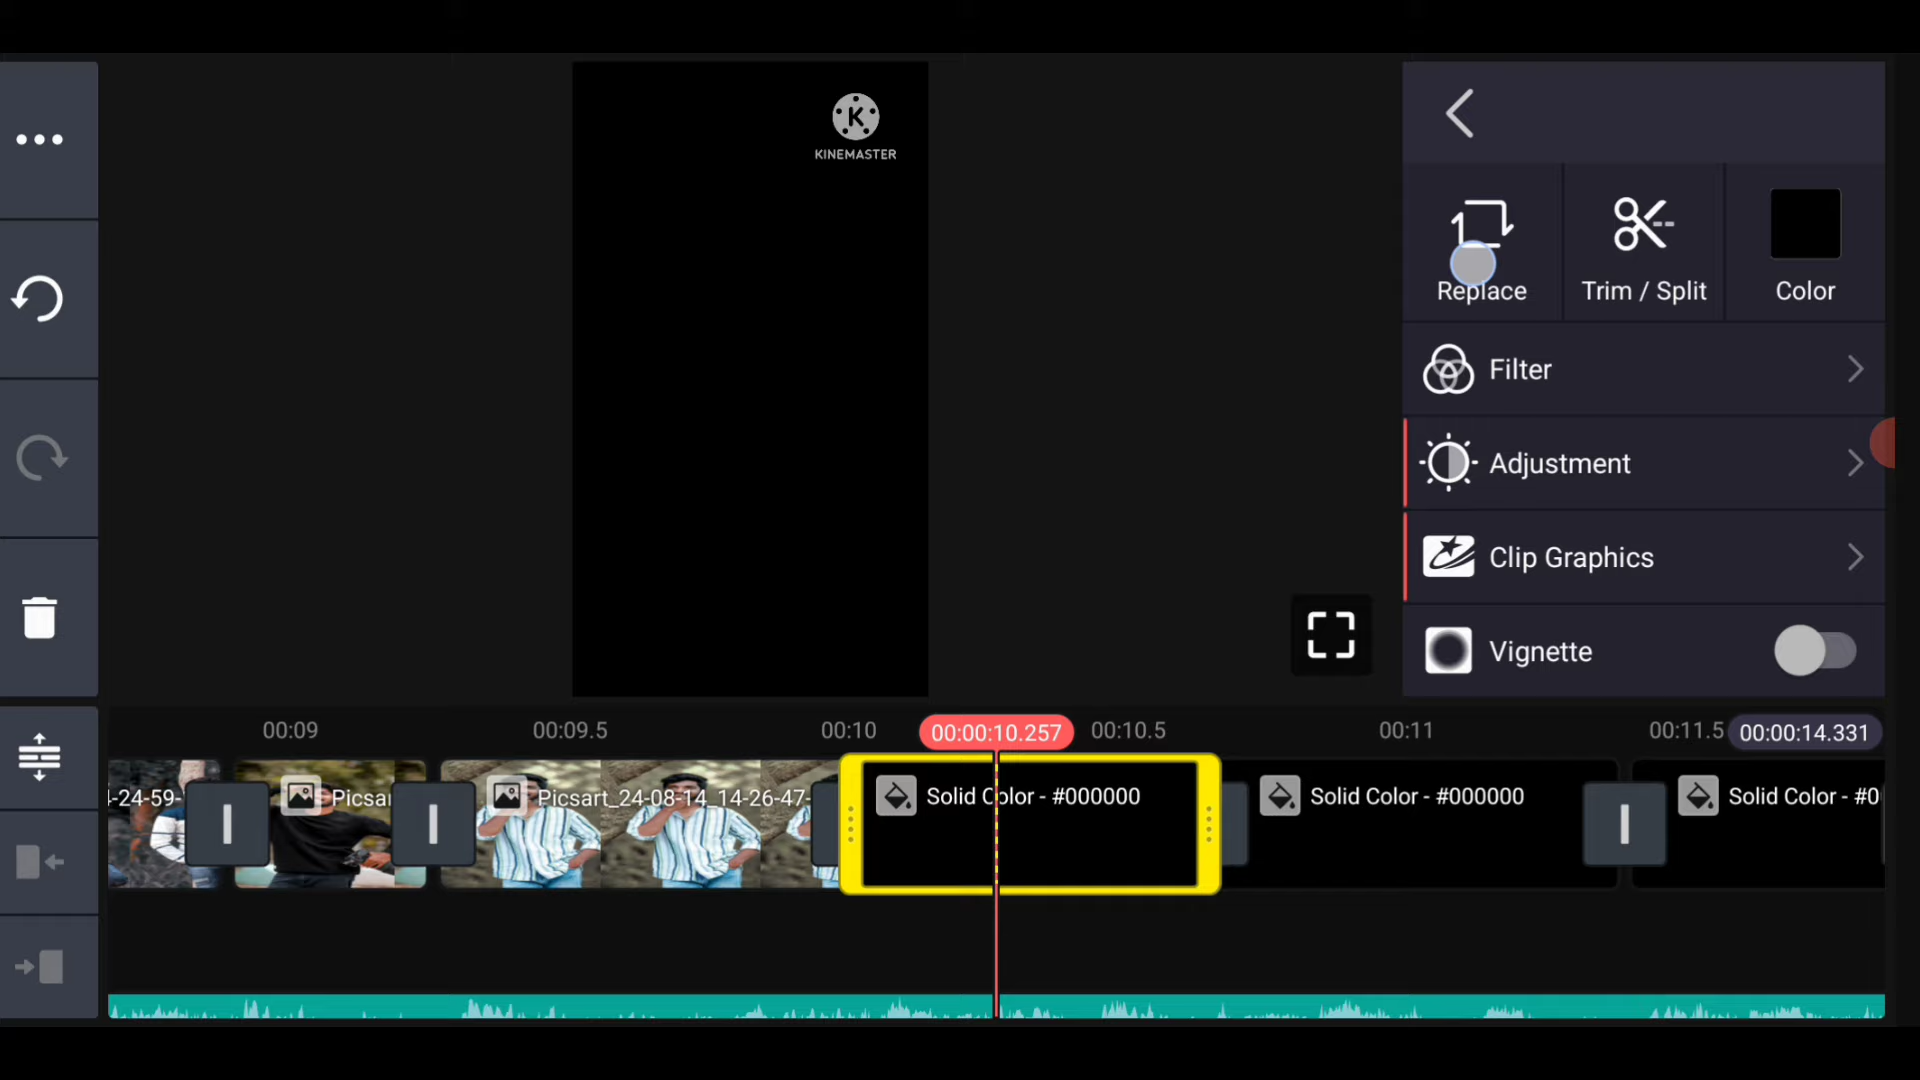 KINEMASTER
Replace
Trim / Split
Color
Filter
Adjustment
Clip Graphics
Vignette
00:09
00:09.5
00:10
00:00:10.257
00:10.5
00:11
00:11.5
00:00:14.331
-24-59-
Picsa
Picsart_24-08-14_14-26-47-
Solid Color - #000000
Solid Color - #000000
Solid Color - #0